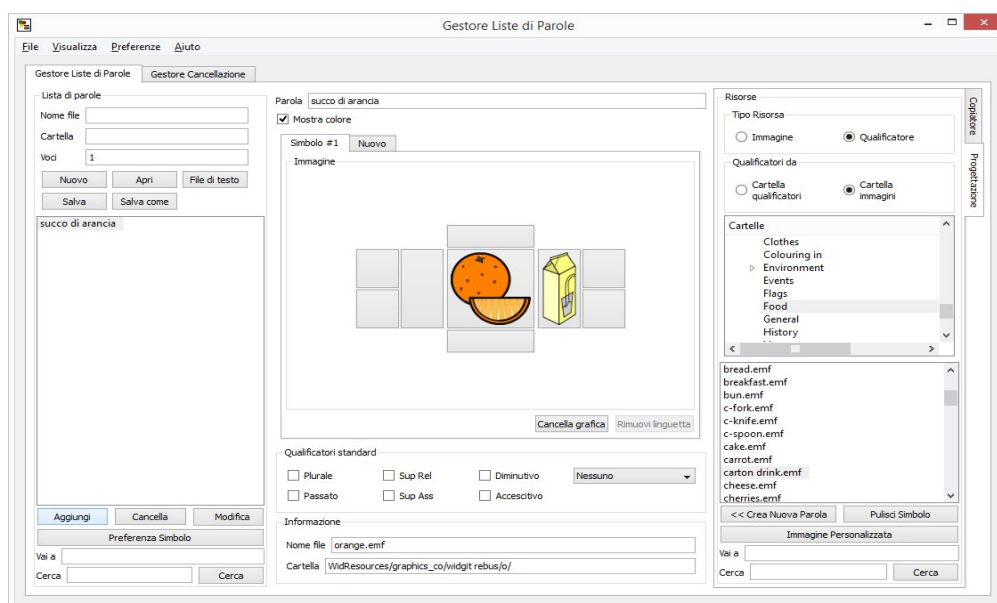 Gestore Liste di Parole
File Visualizza Preferenze Aiuto
Gestore Liste di Parole Gestore Cancellazione
Lista di parole
Nome file
Cartella
Voci 1
Nuovo Apri File di testo
Salva Salva come
succo di arancia
Aggiungi Cancella Modifica
Preferenza Simbolo
Vai a
Cerca Cerca
Parola succo di arancia
Mostra colore
Simbolo #1 Nuovo
Immagine
Cancella grafica Rimuovi linguetta
Qualificatori standard
Plurale Sup Rel Diminutivo Nessuno
Passato Sup Ass Accescitivo
Informazione
Nome file orange.emf
Cartella WidResources/graphics_co/widgit rebus/o/
Risorse
Tipo Risorsa
Immagine Qualificatore
Qualificatori da
Cartella qualificatori Cartella immagini
Cartelle
Clothes
Colouring in
Environment
Events
Flags
Food
General
History
bread.emf
breakfast.emf
bun.emf
c-fork.emf
c-knife.emf
c-spoon.emf
cake.emf
carrot.emf
carton drink.emf
cheese.emf
cherries.emf
<< Crea Nuova Parola Pulisci Simbolo
Immagine Personalizzata
Vai a
Cerca Cerca
Copiatore
Progettazione